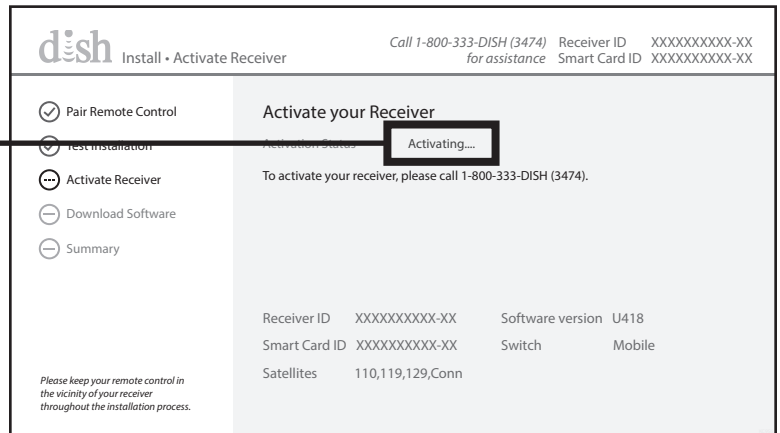 dish Install • Activate Receiver
Call 1-800-333-DISH (3474) Receiver ID XXXXXXXXXX-XX
for assistance Smart Card ID XXXXXXXXXX-XX
Pair Remote Control
Test Installation
Activate Receiver
Download Software
Summary
Please keep your remote control in
the vicinity of your receiver
throughout the installation process.
Activate your Receiver
Activation Status Activating....
To activate your receiver, please call 1-800-333-DISH (3474).
Receiver ID XXXXXXXXXX-XX Software version U418
Smart Card ID XXXXXXXXXX-XX Switch Mobile
Satellites 110,119,129,Conn